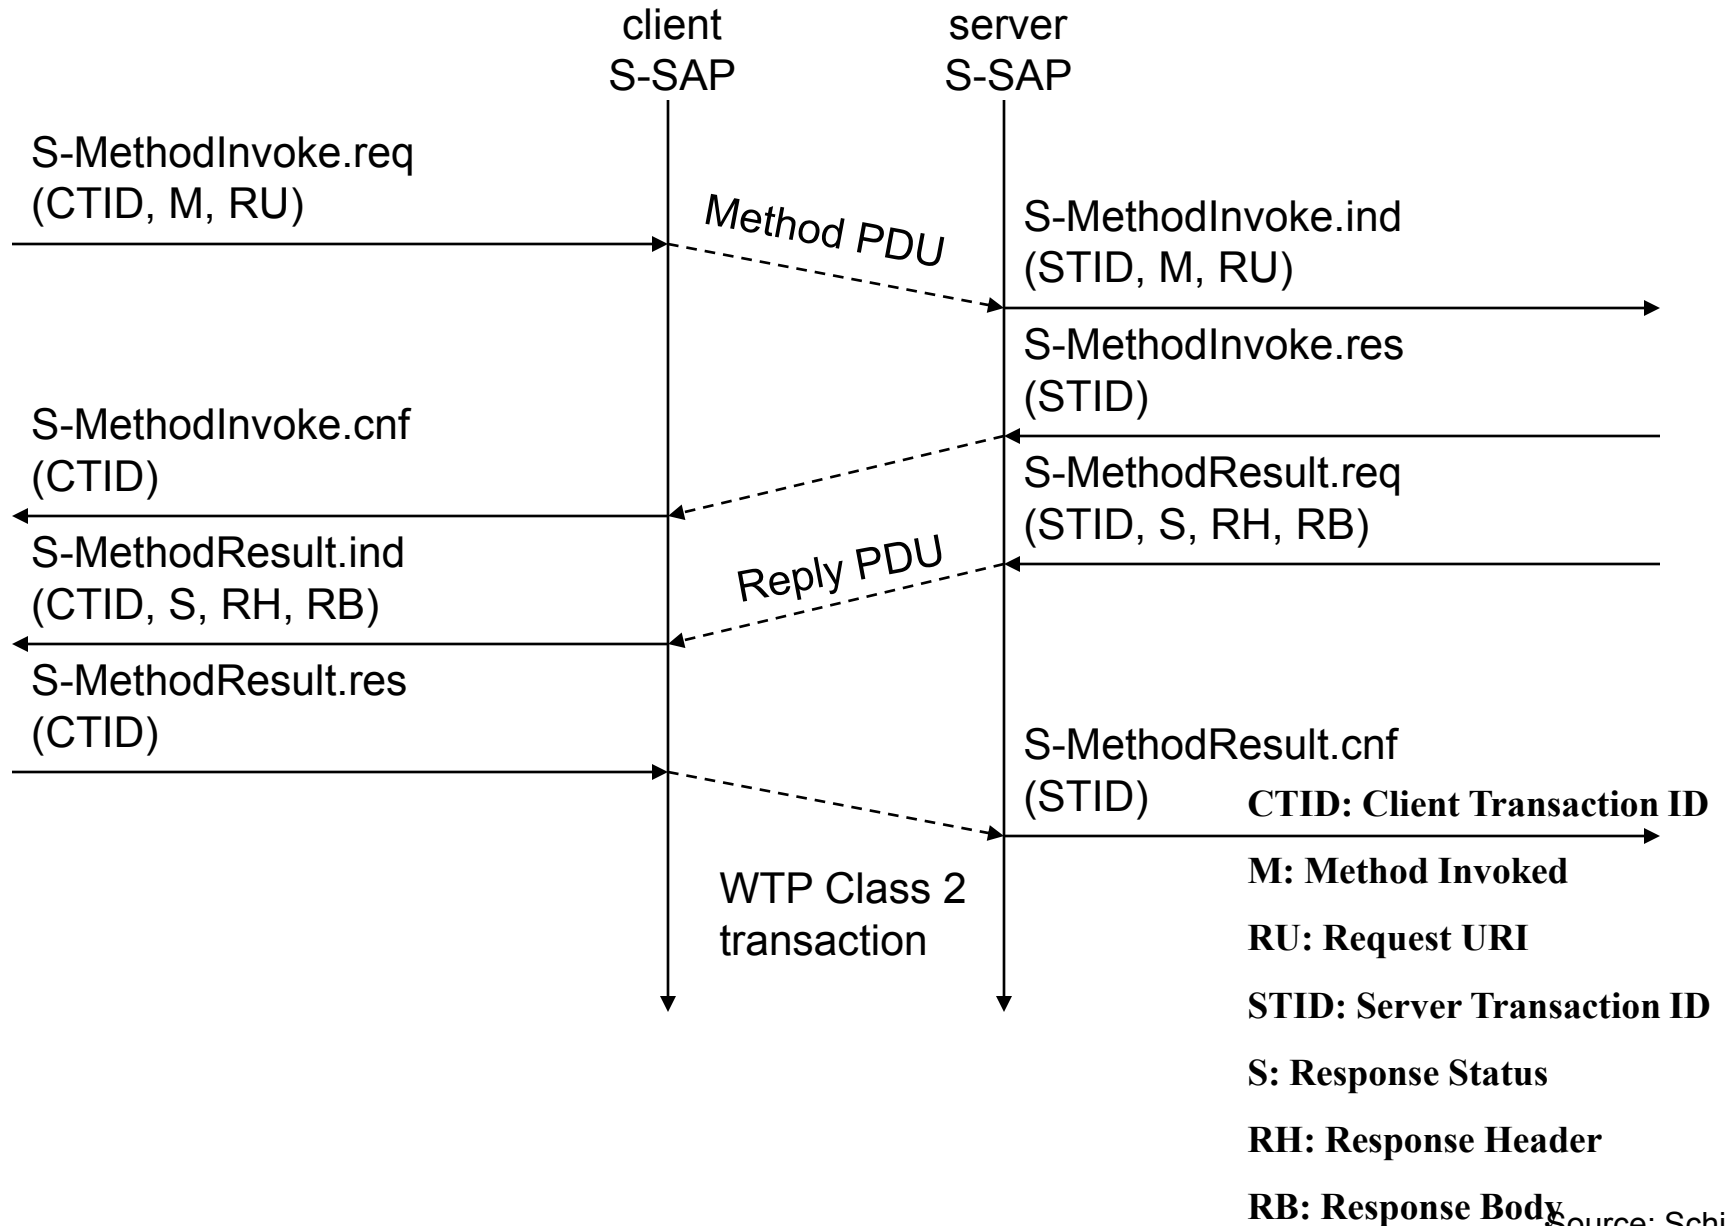 client
S-SAP
server
S-SAP
S-MethodInvoke.req
(CTID, M, RU)
Method PDU
S-MethodInvoke.ind
(STID, M, RU)
S-MethodInvoke.res
(STID)
S-MethodInvoke.cnf
(CTID)
S-MethodResult.req
(STID, S, RH, RB)
S-MethodResult.ind
(CTID, S, RH, RB)
Reply PDU
S-MethodResult.res
(CTID)
S-MethodResult.cnf
(STID)
CTID: Client Transaction ID
M: Method Invoked
WTP Class 2
transaction
RU: Request URI
STID: Server Transaction ID
S: Response Status
RH: Response Header
RB: Response Body
Source: